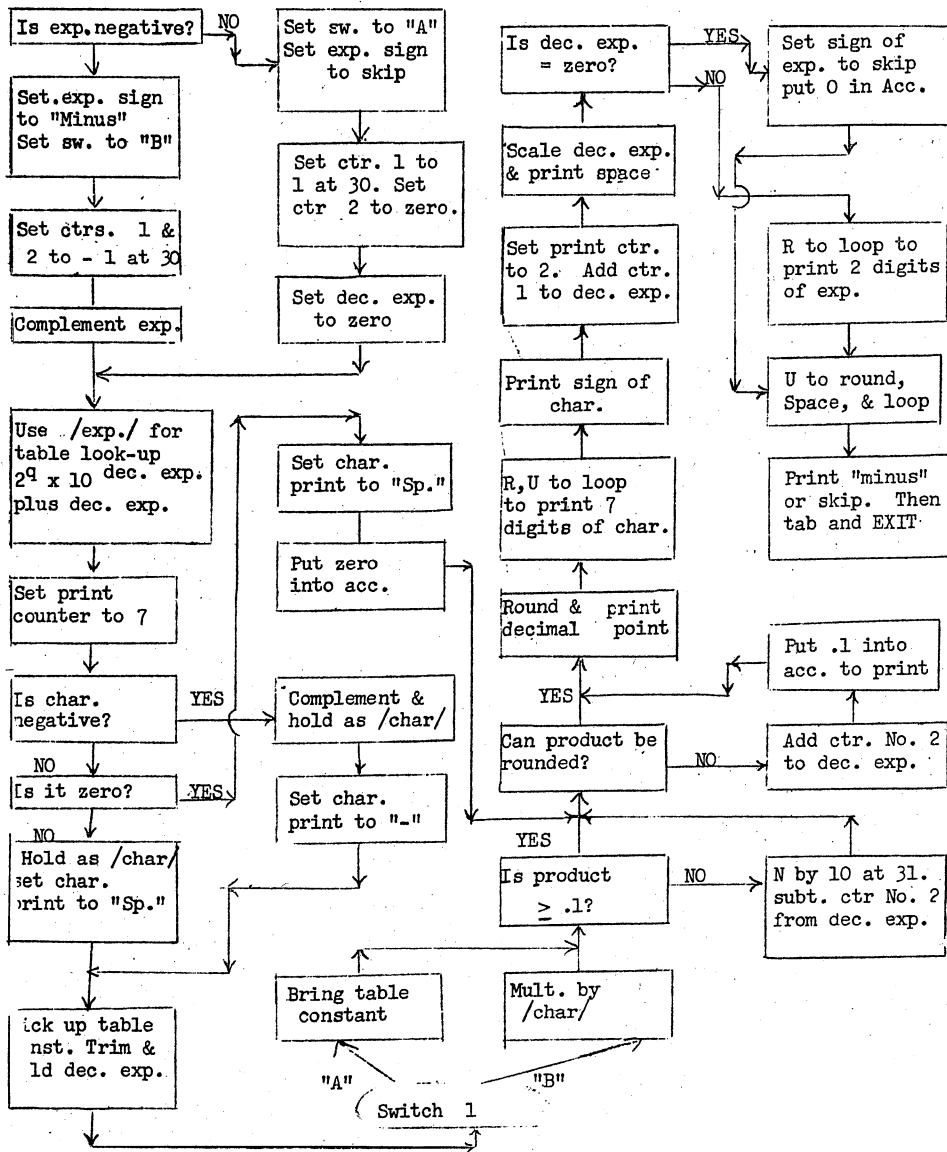 Is exp.negative?
NO
Set sw. to "A"
Set exp. sign
to skip
Set.exp. sign
to "Minus"
Set sw. to "B"
Set ctr. 1 to
1 at 30. Set
ctr 2 to zero.
Set ctrs. 1 &
2 to - 1 at 30
Set dec. exp.
to zero
Complement exp.
Use /exp./ for
table look-up
2q x 10 dec. exp.
plus dec. exp.
Set char.
print to "Sp."
Put zero
into acc.
Set print
counter to 7
Is char.
negative?
YES
Complement &
hold as /char/
NO
Is it zero?
YES
Set char.
print to "-"
NO
Hold as /char/
set char.
print to "Sp."
Bring table
constant
Mult. by
/char/
ick up table
nst. Trim &
ld dec. exp.
"A"
"B"
Switch 1
Is product
≥ .1?
NO
N by 10 at 31.
subt. ctr No. 2
from dec. exp.
YES
Can product be
rounded?
NO
Add ctr. No. 2
to dec. exp.
Put .1 into
acc. to print
YES
Round & print
decimal point
R,U to loop
to print 7
digits of char.
Print sign of
char.
Set print ctr.
to 2. Add ctr.
1 to dec. exp.
Scale dec. exp.
& print space
Is dec. exp.
= zero?
YES
NO
Set sign of
exp. to skip
put 0 in Acc.
R to loop to
print 2 digits
of exp.
U to round,
Space, & loop
Print "minus"
or skip. Then
tab and EXIT